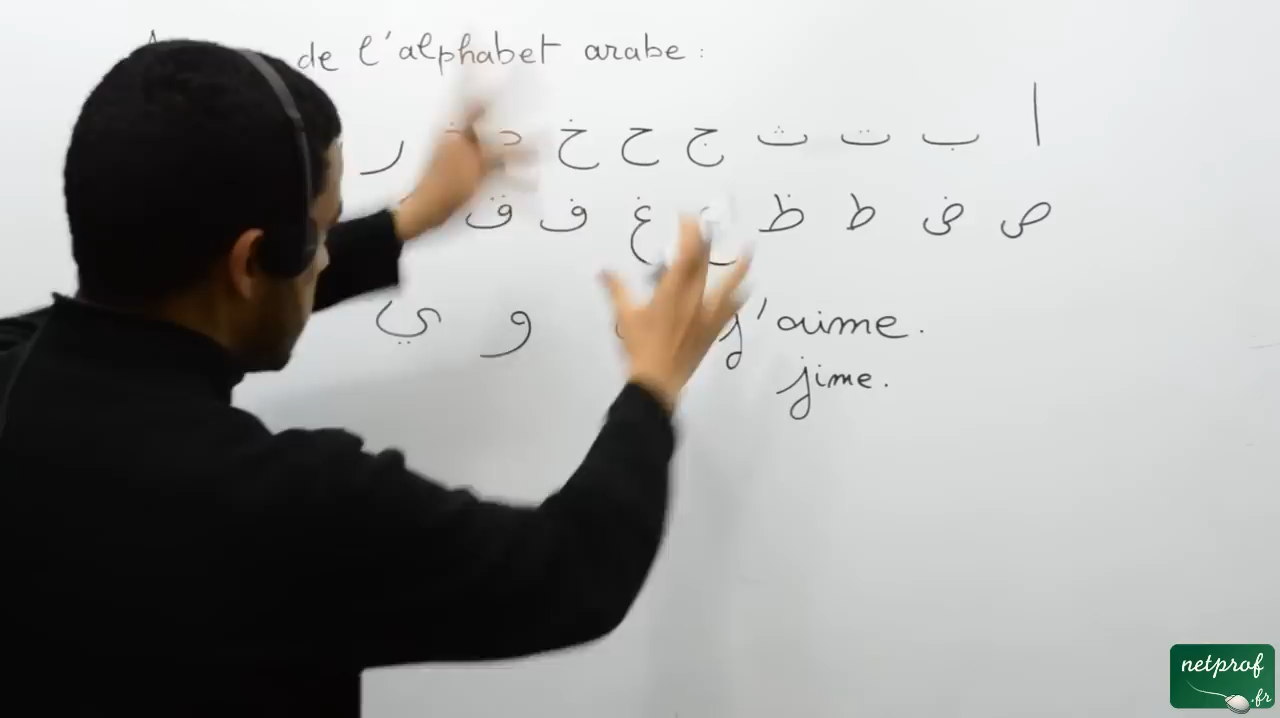 de l'alphabet arabe :
ا ب ت ث ج ح خ د ر
ص ض ط ظ غ ف ق
و ي
j'aime.
jime.
netprof
.fr